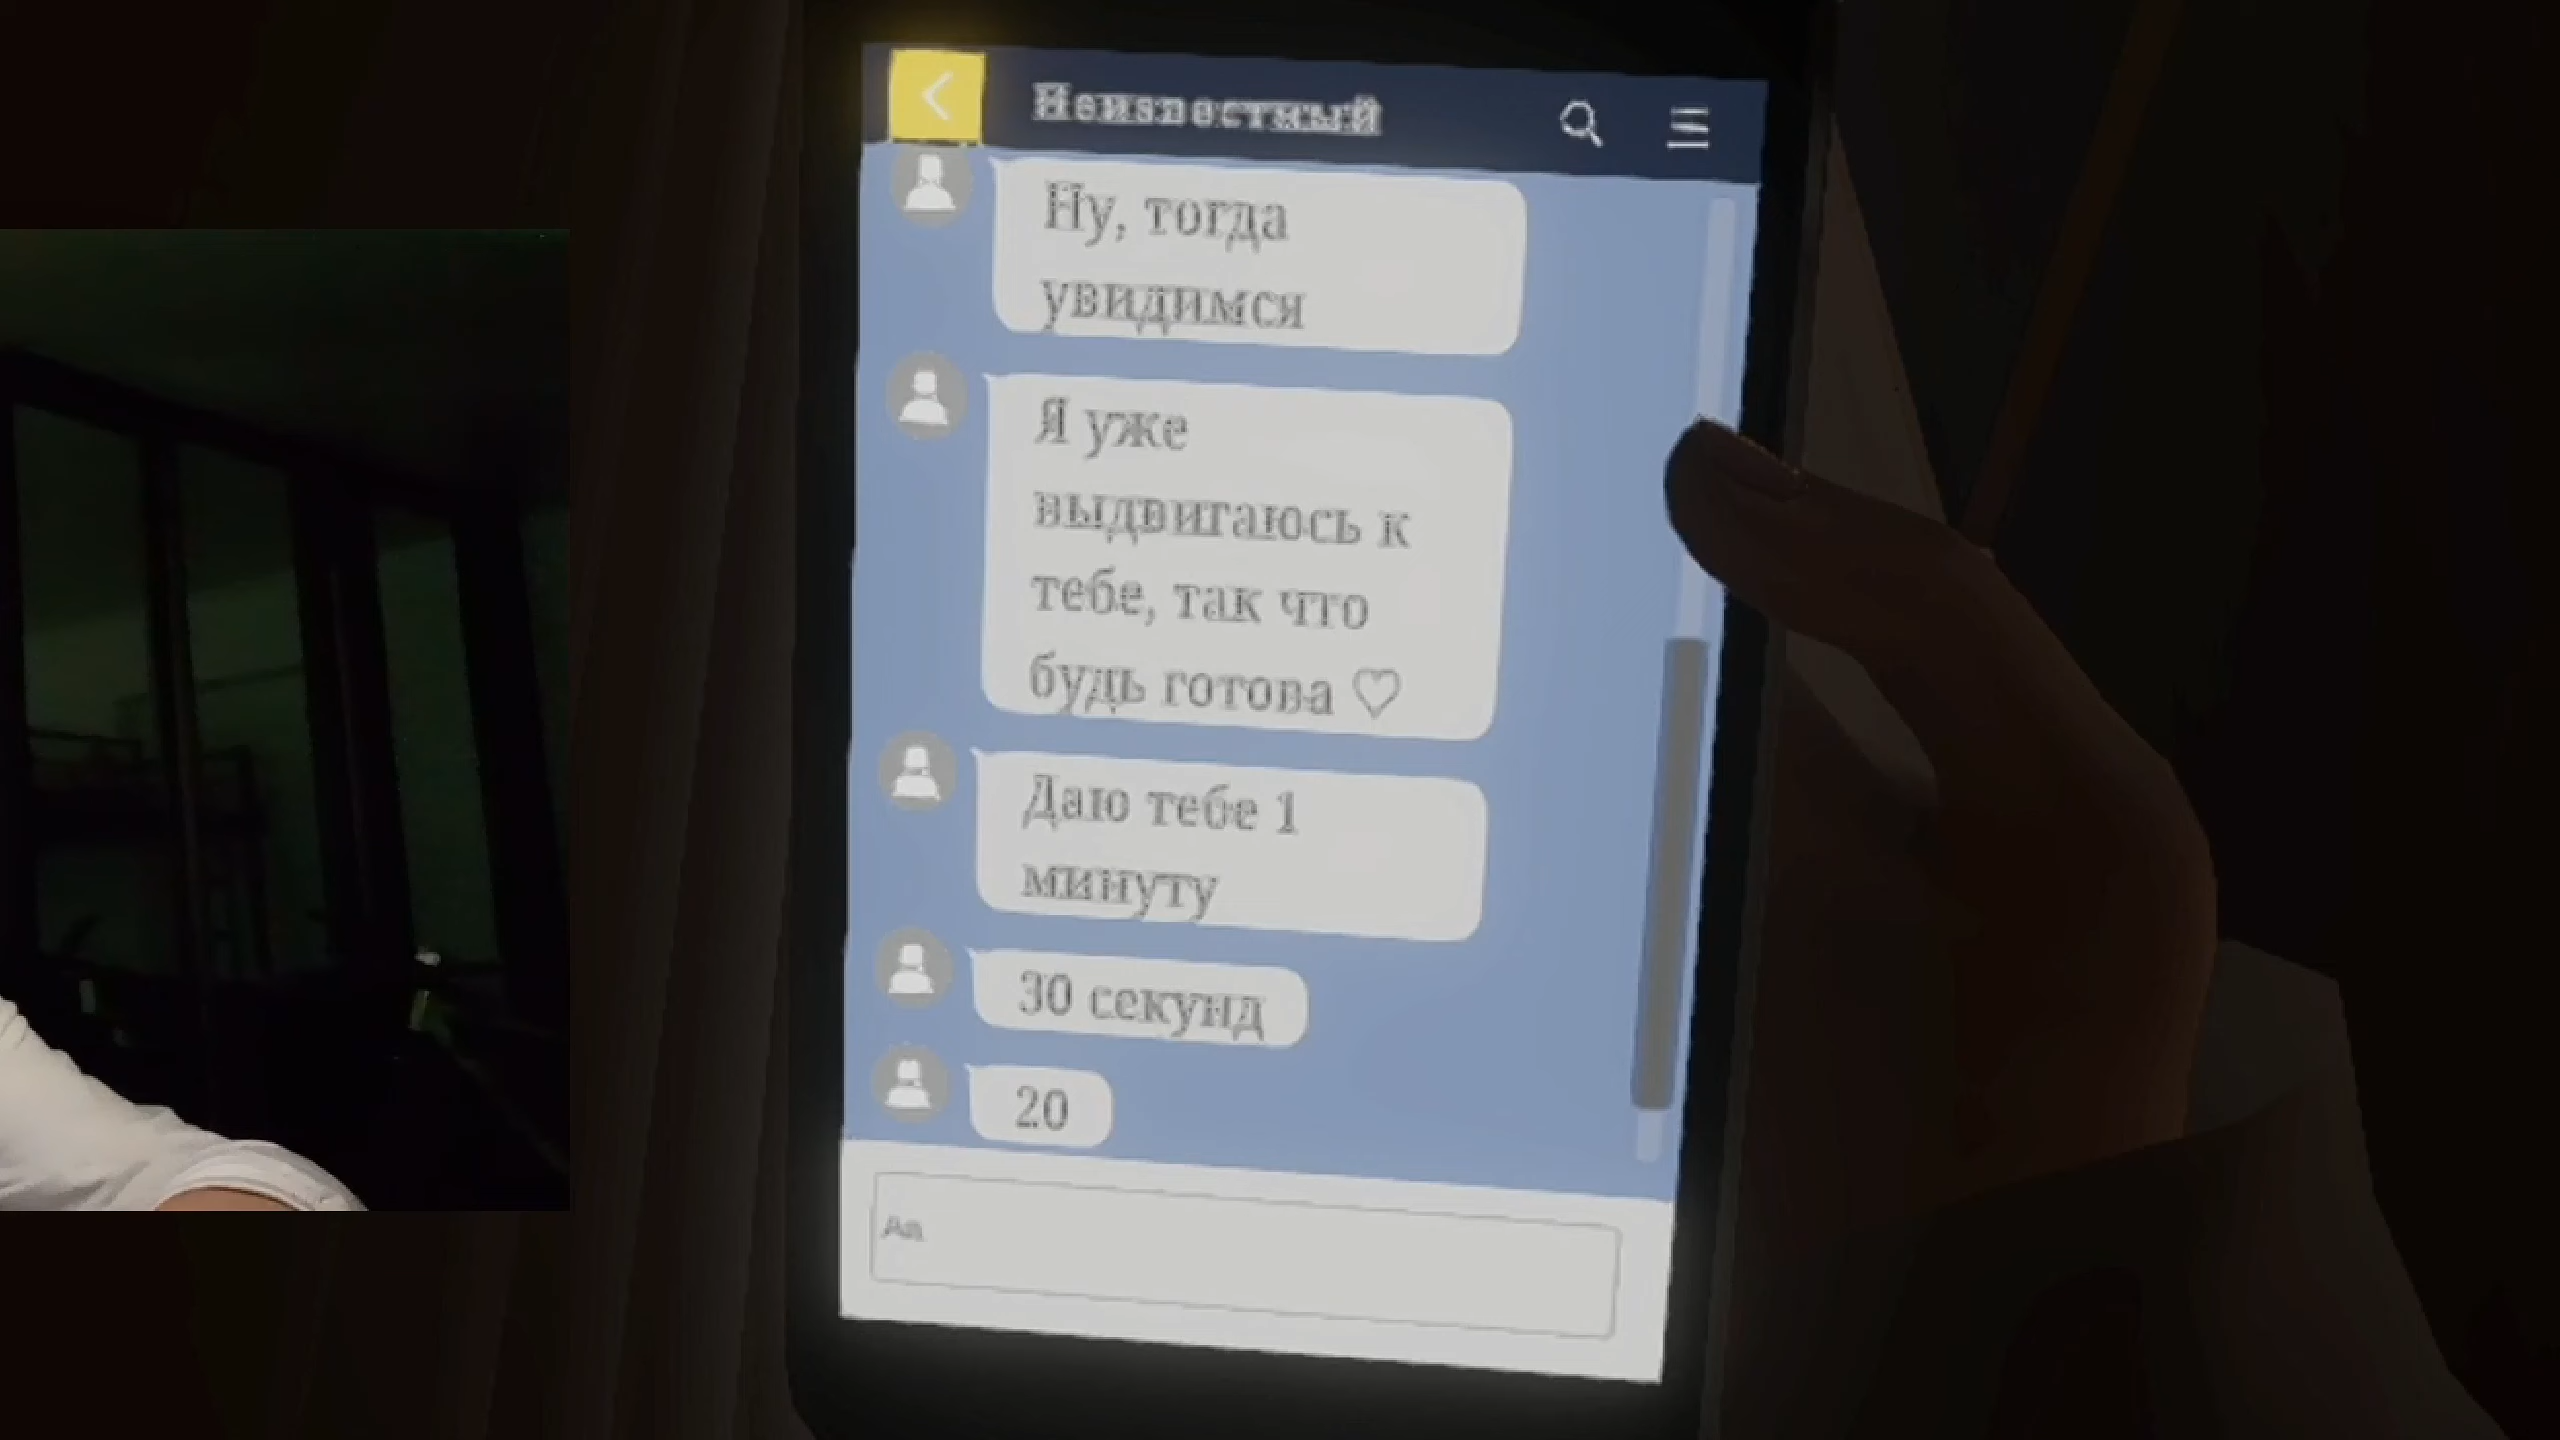 Неизвестный
Ну, тогда
увидимся
Я уже
выдвигаюсь к
тебе, так что
будь готова ♡
Даю тебе 1
минуту
30 секунд
20
Aa